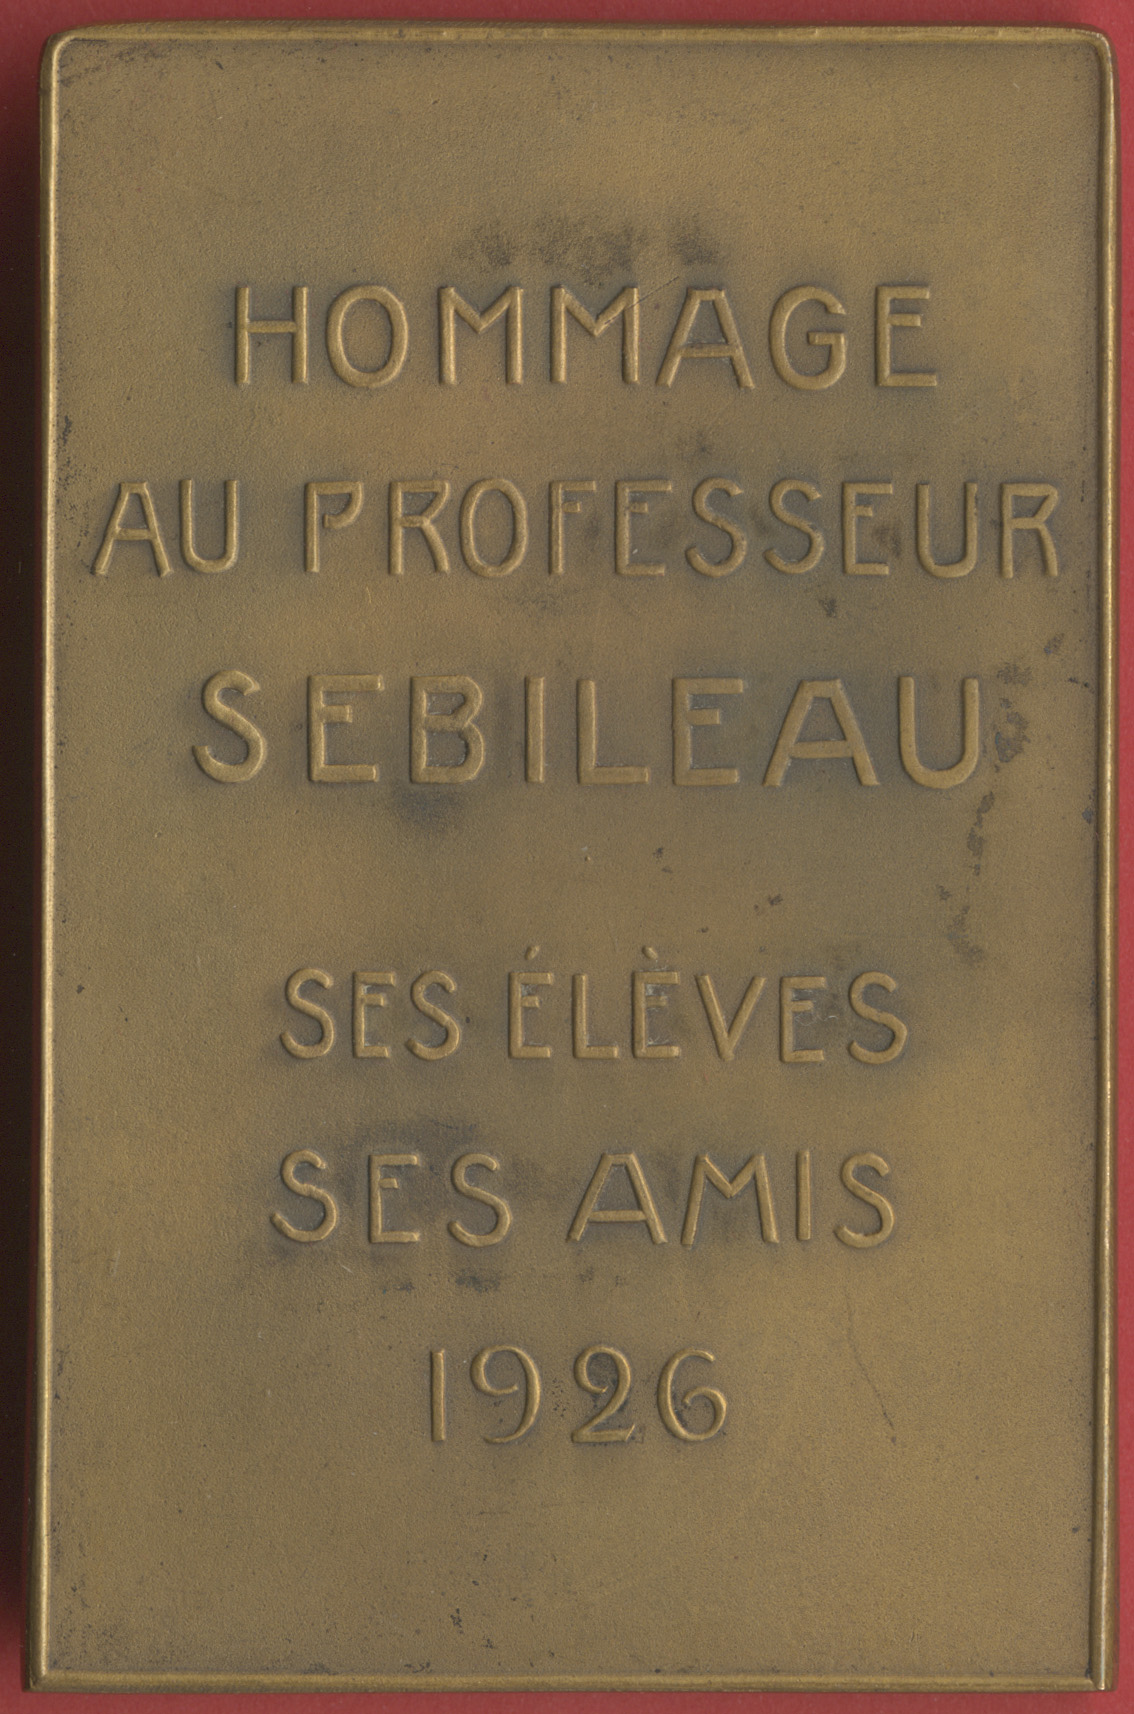 HOMMAGE
AU PROFESSEUR
SEBILEAU
SES ÉLÈVES
SES AMIS
1926